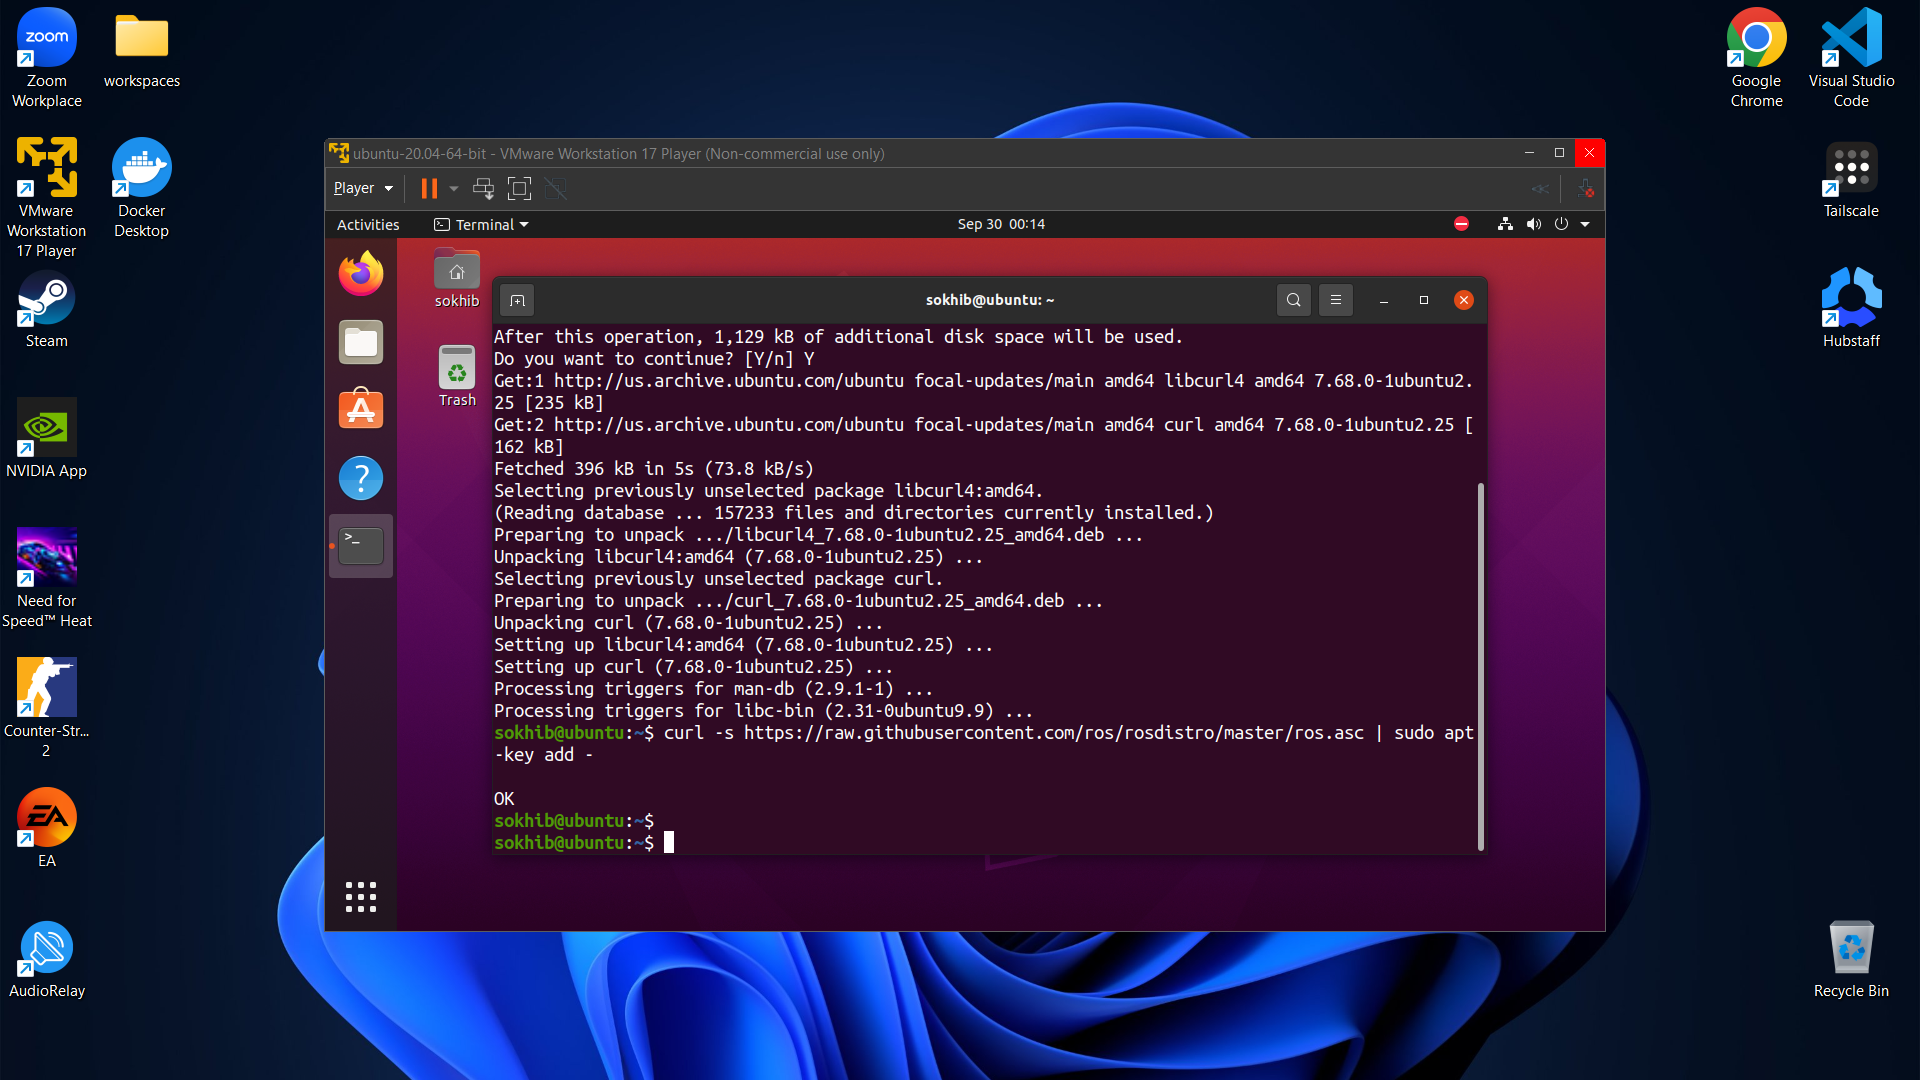 zoom
Zoom
Workplace
workspaces
VMware
Workstation
17 Player
Docker
Desktop
Steam
NVIDIA App
Need for
Speed™ Heat
Counter-Str...
2
EA
EA
AudioRelay
Google
Chrome
Visual Studio
Code
Tailscale
Hubstaff
Recycle Bin
ubuntu-20.04-64-bit - VMware Workstation 17 Player (Non-commercial use only)
Player
Activities
Terminal
Sep 30 00:14
sokhib
Trash
sokhib@ubuntu: ~
After this operation, 1,129 kB of additional disk space will be used.
Do you want to continue? [Y/n] Y
Get:1 http://us.archive.ubuntu.com/ubuntu focal-updates/main amd64 libcurl4 amd64 7.68.0-1ubuntu2.
25 [235 kB]
Get:2 http://us.archive.ubuntu.com/ubuntu focal-updates/main amd64 curl amd64 7.68.0-1ubuntu2.25 [
162 kB]
Fetched 396 kB in 5s (73.8 kB/s)
Selecting previously unselected package libcurl4:amd64.
(Reading database ... 157233 files and directories currently installed.)
Preparing to unpack .../libcurl4_7.68.0-1ubuntu2.25_amd64.deb ...
Unpacking libcurl4:amd64 (7.68.0-1ubuntu2.25) ...
Selecting previously unselected package curl.
Preparing to unpack .../curl_7.68.0-1ubuntu2.25_amd64.deb ...
Unpacking curl (7.68.0-1ubuntu2.25) ...
Setting up libcurl4:amd64 (7.68.0-1ubuntu2.25) ...
Setting up curl (7.68.0-1ubuntu2.25) ...
Processing triggers for man-db (2.9.1-1) ...
Processing triggers for libc-bin (2.31-0ubuntu9.9) ...
sokhib@ubuntu:~$ curl -s https://raw.githubusercontent.com/ros/rosdistro/master/ros.asc | sudo apt
-key add -
OK
sokhib@ubuntu:~$
sokhib@ubuntu:~$